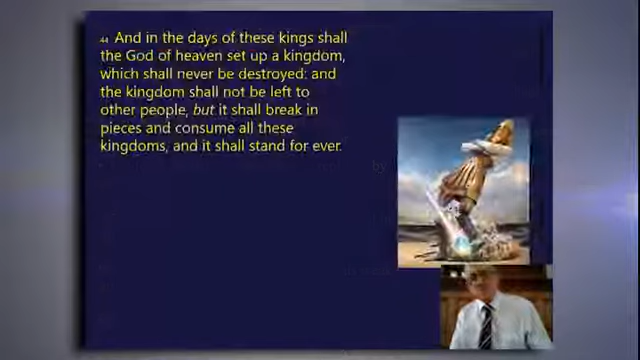 44 And in the days of these kings shall
the God of heaven set up a kingdom,
which shall never be destroyed: and
the kingdom shall not be left to
other people, but it shall break in
pieces and consume all these
kingdoms, and it shall stand for ever.
by